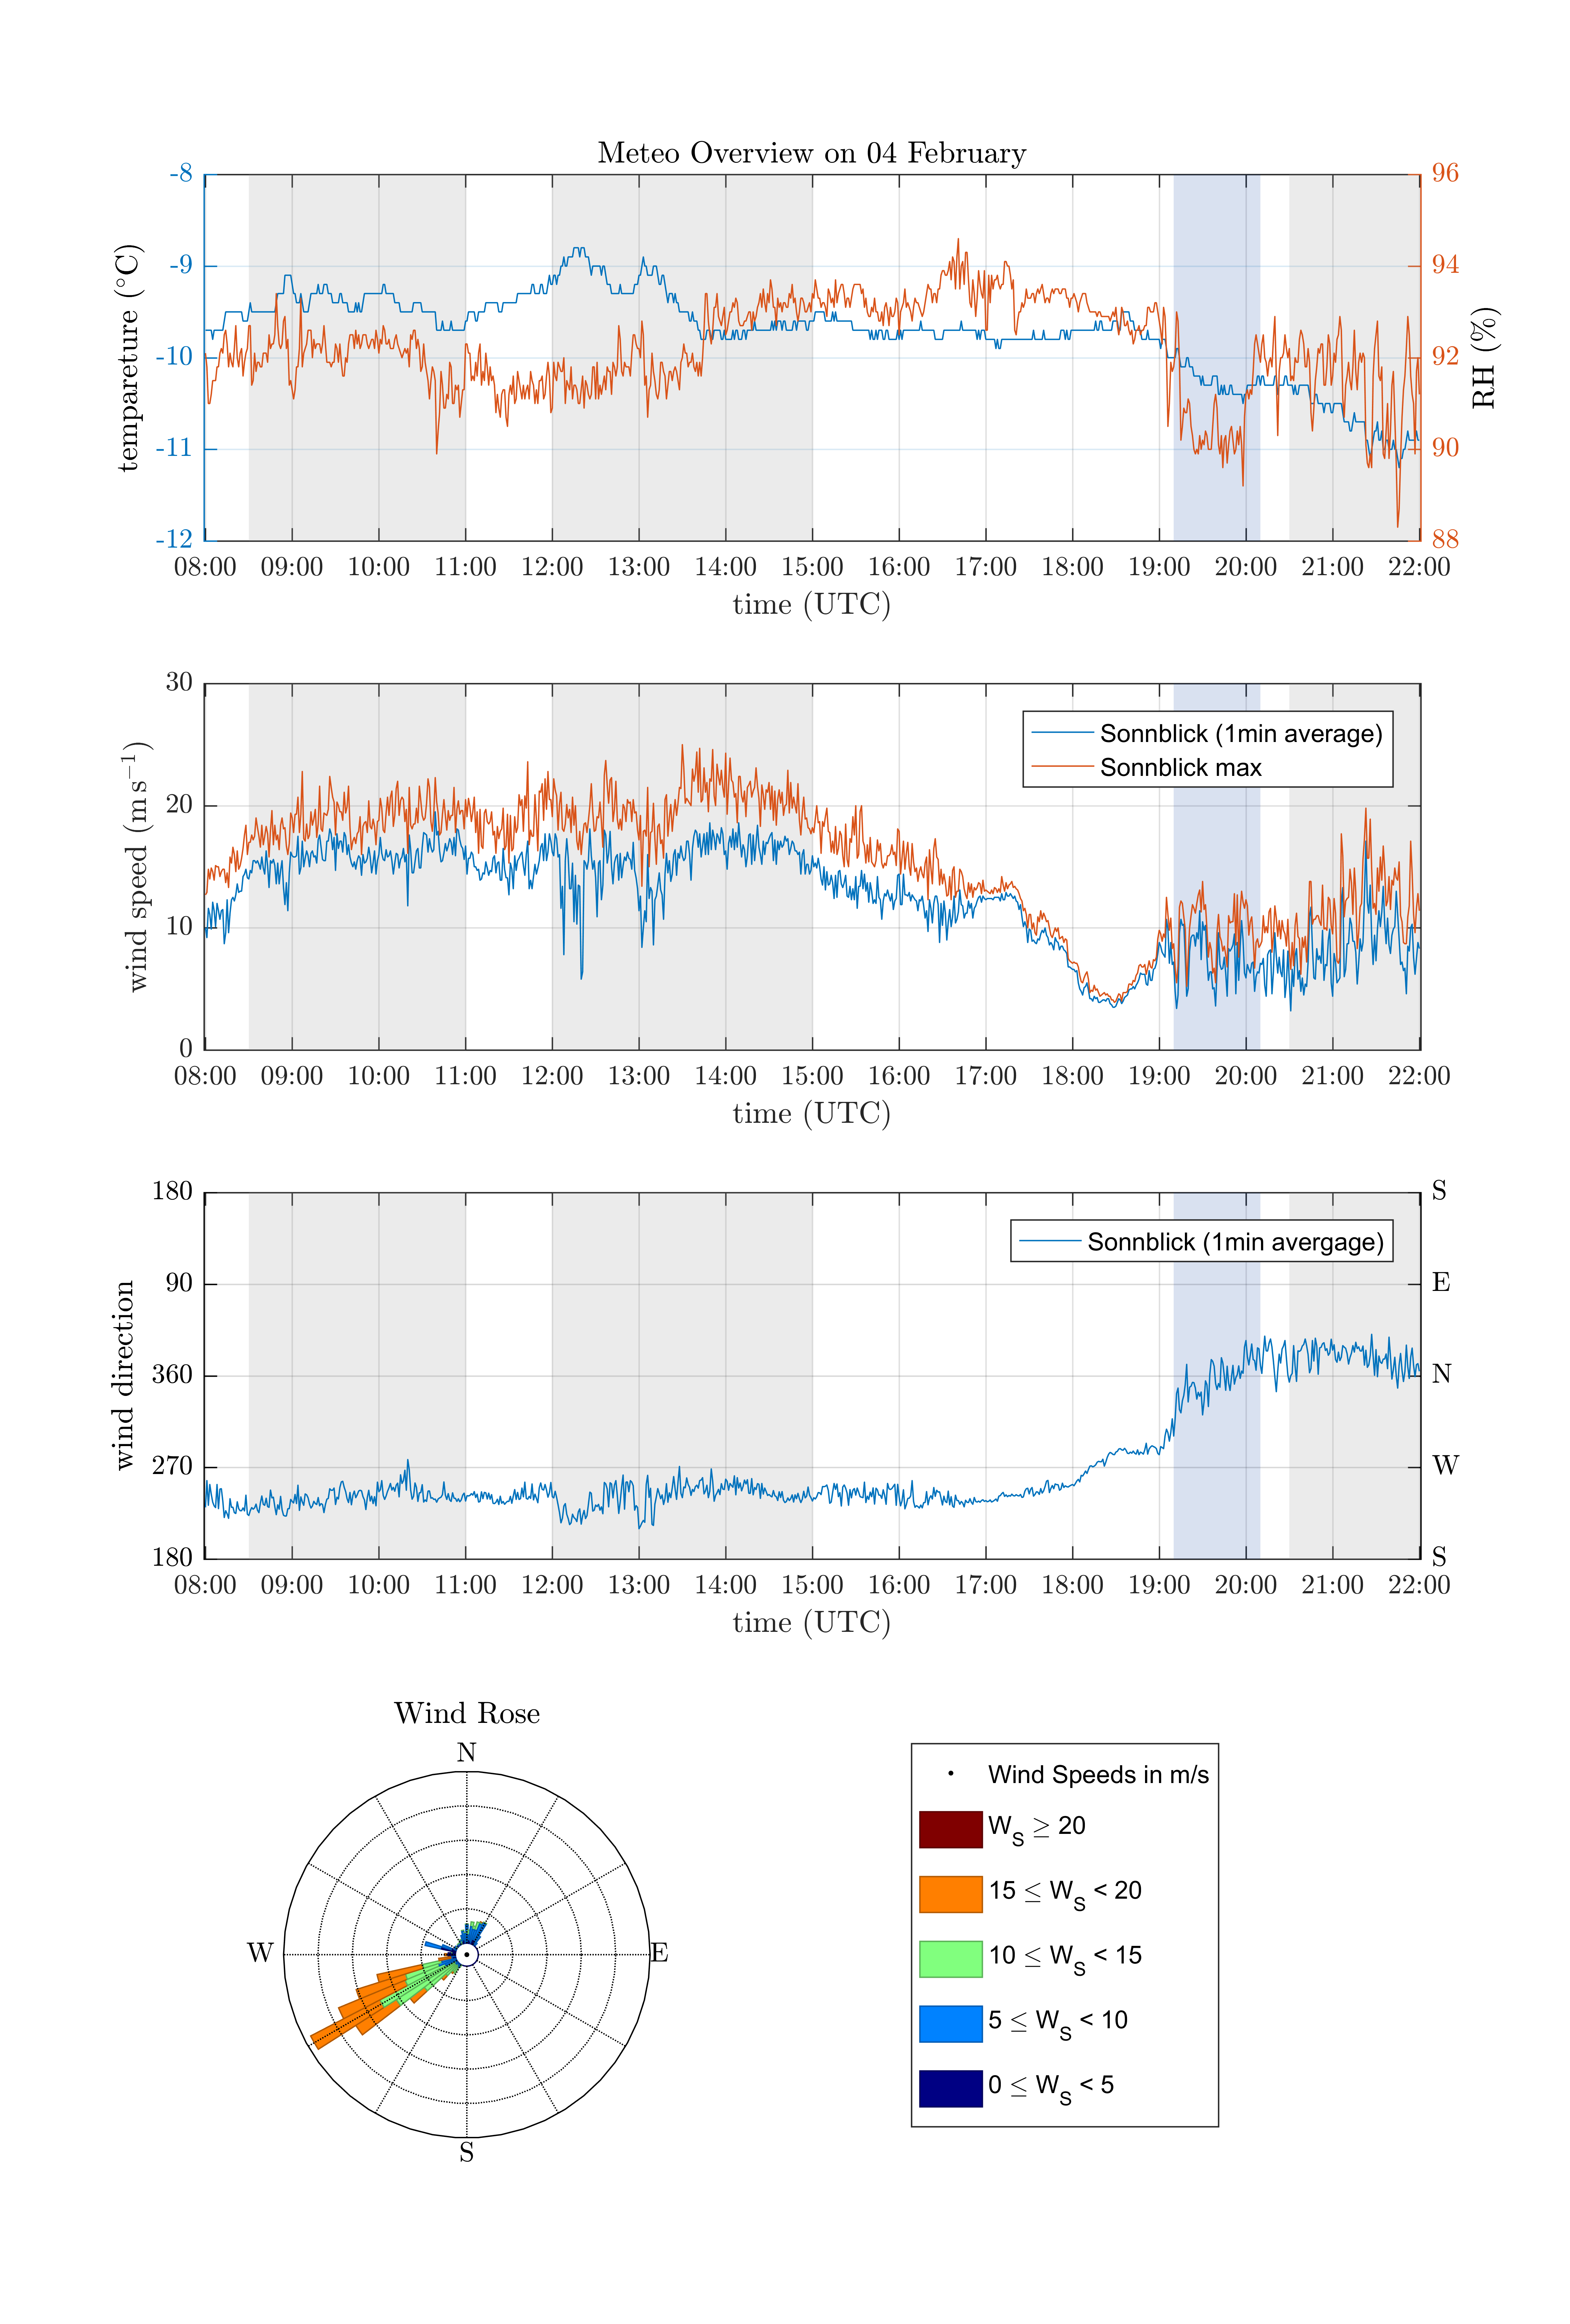 Meteo Overview on 04 February
-8 96
-9 94
-10 92
-11 90
-12 88
tempareture (°C)
RH (%)
08:00 09:00 10:00 11:00 12:00 13:00 14:00 15:00 16:00 17:00 18:00 19:00 20:00 21:00 22:00
time (UTC)
30
20
10
0
wind speed (m s⁻¹)
Sonnblick (1min average)
Sonnblick max
08:00 09:00 10:00 11:00 12:00 13:00 14:00 15:00 16:00 17:00 18:00 19:00 20:00 21:00 22:00
time (UTC)
180 S
90 E
360 N
270 W
180 S
wind direction
Sonnblick (1min avergage)
08:00 09:00 10:00 11:00 12:00 13:00 14:00 15:00 16:00 17:00 18:00 19:00 20:00 21:00 22:00
time (UTC)
Wind Rose
N
W E
S
Wind Speeds in m/s
W_S ≥ 20
15 ≤ W_S < 20
10 ≤ W_S < 15
5 ≤ W_S < 10
0 ≤ W_S < 5